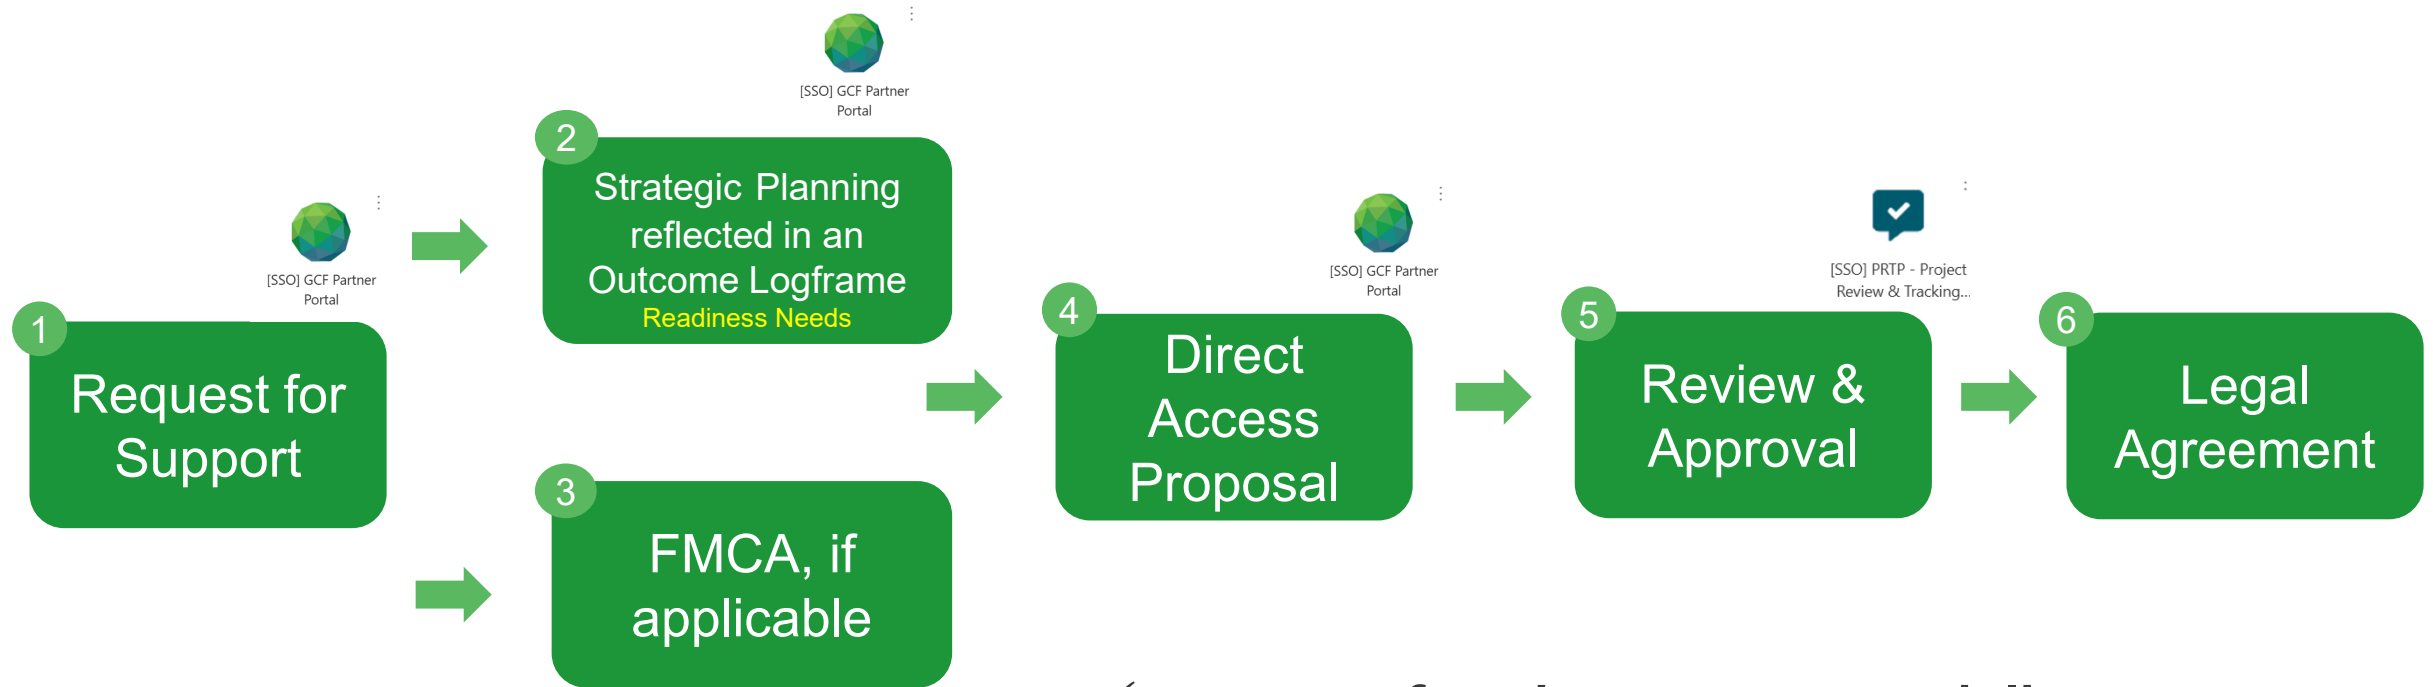 [SSO] GCF Partner
Portal
1
Request for
Support
[SSO] GCF Partner
Portal
2
Strategic Planning
reflected in an
Outcome Logframe
Readiness Needs
3
FMCA, if
applicable
[SSO] GCF Partner
Portal
4
Direct
Access
Proposal
[SSO] PRTP - Project
Review & Tracking...
5
Review &
Approval
6
Legal
Agreement